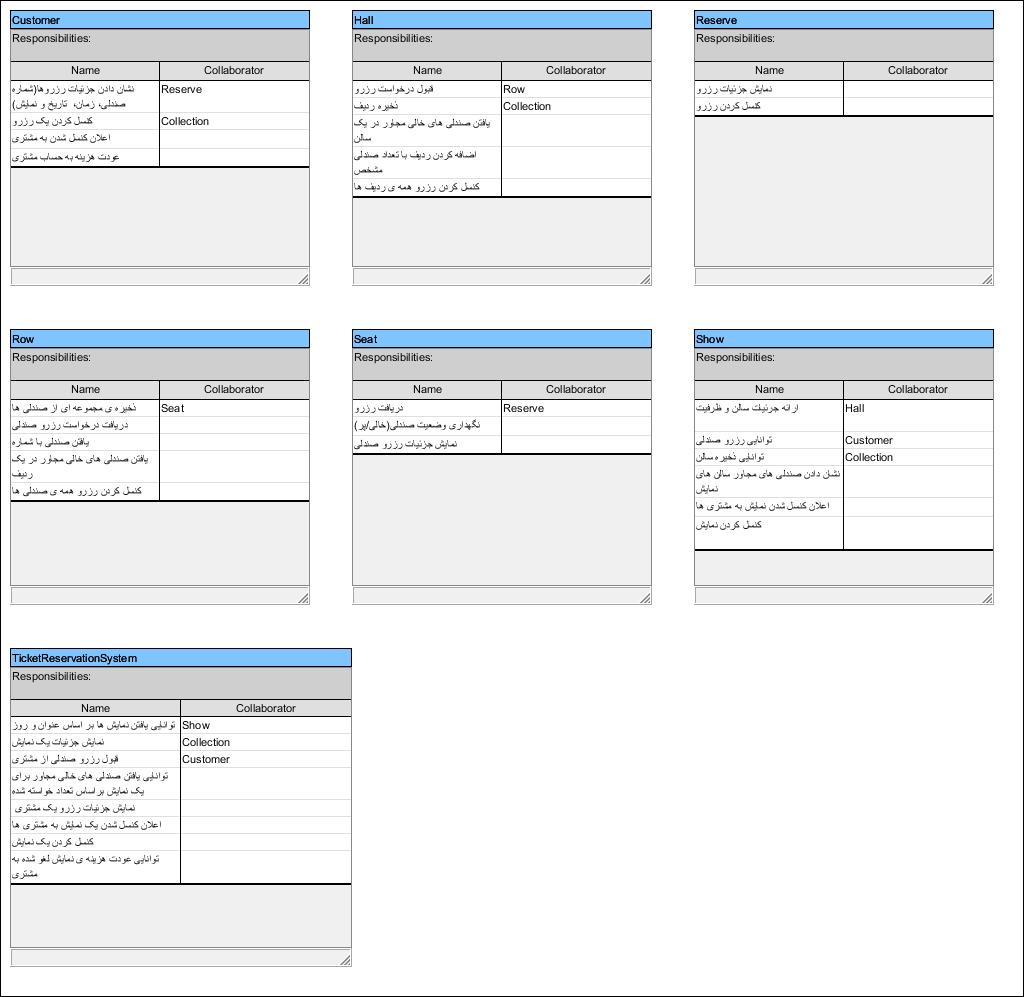 Customer
Responsibilities:
Name Collaborator
نشان دادن جزئیات رزروها(شماره Reserve
صندلی، زمان، تاریخ و نمایش)
کنسل کردن یک رزرو Collection
اعلان کنسل شدن به مشتری
عودت هزینه به حساب مشتری
Hall
Responsibilities:
Name Collaborator
قبول درخواست رزرو Row
ذخیره ردیف Collection
یافتن صندلی های خالی مجاور در یک
سالن
اضافه کردن ردیف با تعداد صندلی
مشخص
کنسل کردن رزرو همه ی ردیف ها
Reserve
Responsibilities:
Name Collaborator
نمایش جزئیات رزرو
کنسل کردن رزرو
Row
Responsibilities:
Name Collaborator
ذخیره ی مجموعه ای از صندلی ها Seat
دریافت درخواست رزرو صندلی
یافتن صندلی با شماره
یافتن صندلی های خالی مجاور در یک
ردیف
کنسل کردن رزرو همه ی صندلی ها
Seat
Responsibilities:
Name Collaborator
دریافت رزرو Reserve
نگهداری وضعیت صندلی(خالی/پر)
نمایش جزئیات رزرو صندلی
Show
Responsibilities:
Name Collaborator
ارائه جزئیات سالن و ظرفیت Hall
توانایی رزرو صندلی Customer
توانایی ذخیره سالن Collection
نشان دادن صندلی های مجاور سالن های
نمایش
اعلان کنسل شدن نمایش به مشتری ها
کنسل کردن نمایش
TicketReservationSystem
Responsibilities:
Name Collaborator
توانایی یافتن نمایش ها بر اساس عنوان و روز Show
نمایش جزئیات یک نمایش Collection
قبول رزرو صندلی از مشتری Customer
توانایی یافتن صندلی های خالی مجاور برای
یک نمایش براساس تعداد خواسته شده
نمایش جزئیات رزرو یک مشتری
اعلان کنسل شدن یک نمایش به مشتری ها
کنسل کردن یک نمایش
توانایی عودت هزینه ی نمایش لغو شده به
مشتری